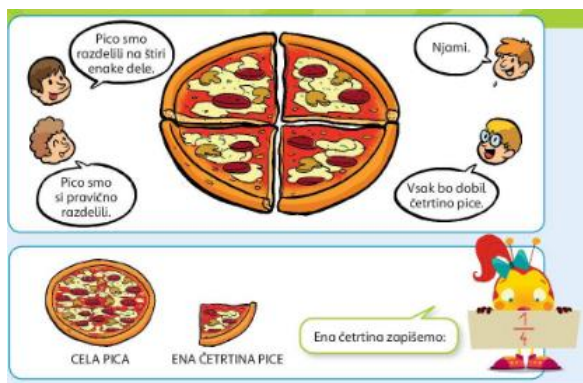 Pico smo
razdelili na štiri
enake dele.
Njami.
Pico smo
si pravično
razdelili.
Vsak bo dobil
četrtino pice.
CELA PICA
ENA ČETRTINA PICE
Ena četrtina zapišemo:
1
4